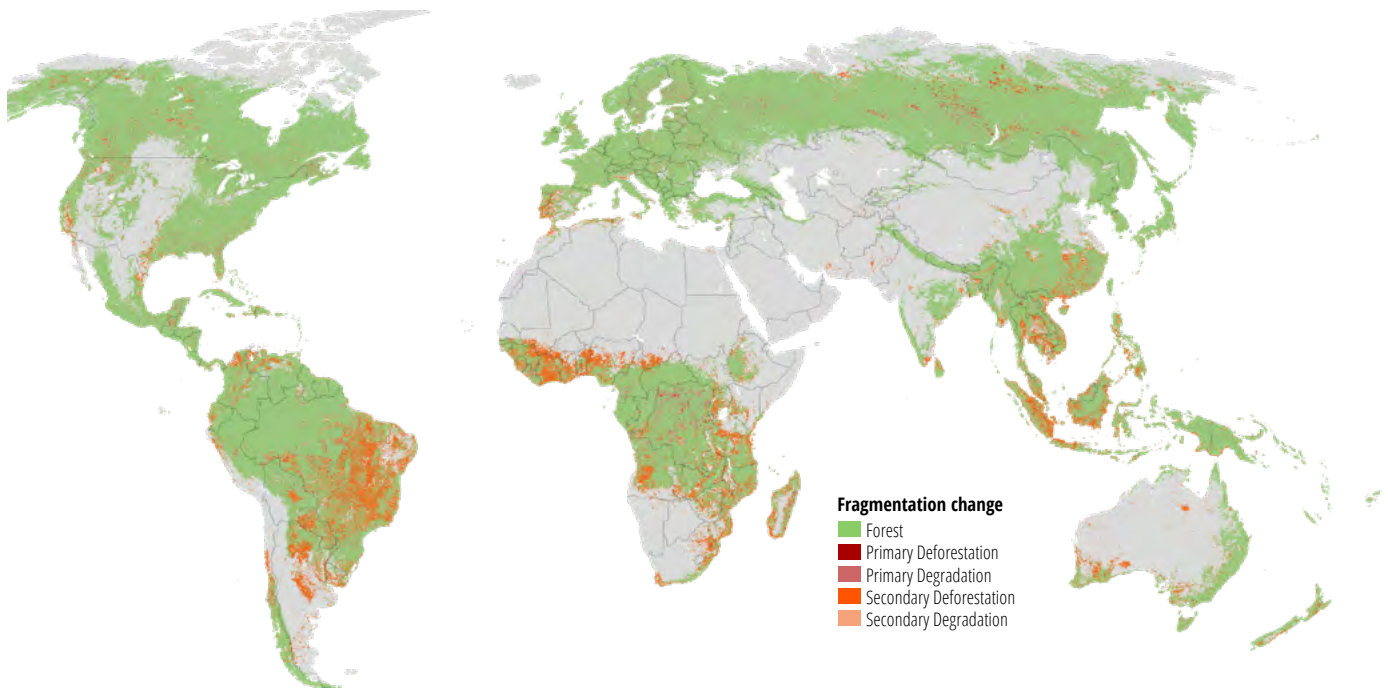 Fragmentation change
Forest
Primary Deforestation
Primary Degradation
Secondary Deforestation
Secondary Degradation